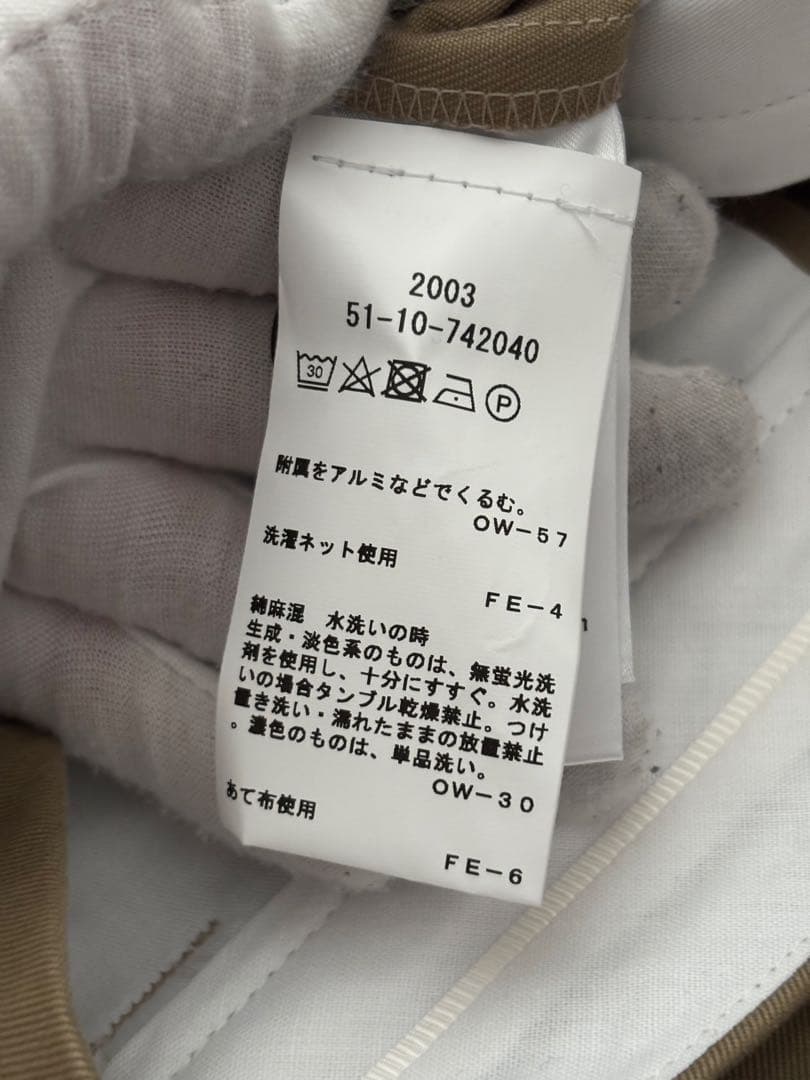 2003
51-10-742040
30
P
附属をアルミなどでくるむ。
OW-57
洗濯ネット使用
FE-4
綿麻混　水洗いの時
生成・淡色系のものは、無蛍光洗
剤を使用し、十分にすすぐ。水洗
いの場合タンブル乾燥禁止。つけ
置き洗い・濡れたままの放置禁止
。濃色のものは、単品洗い。
OW-30
あて布使用
FE-6